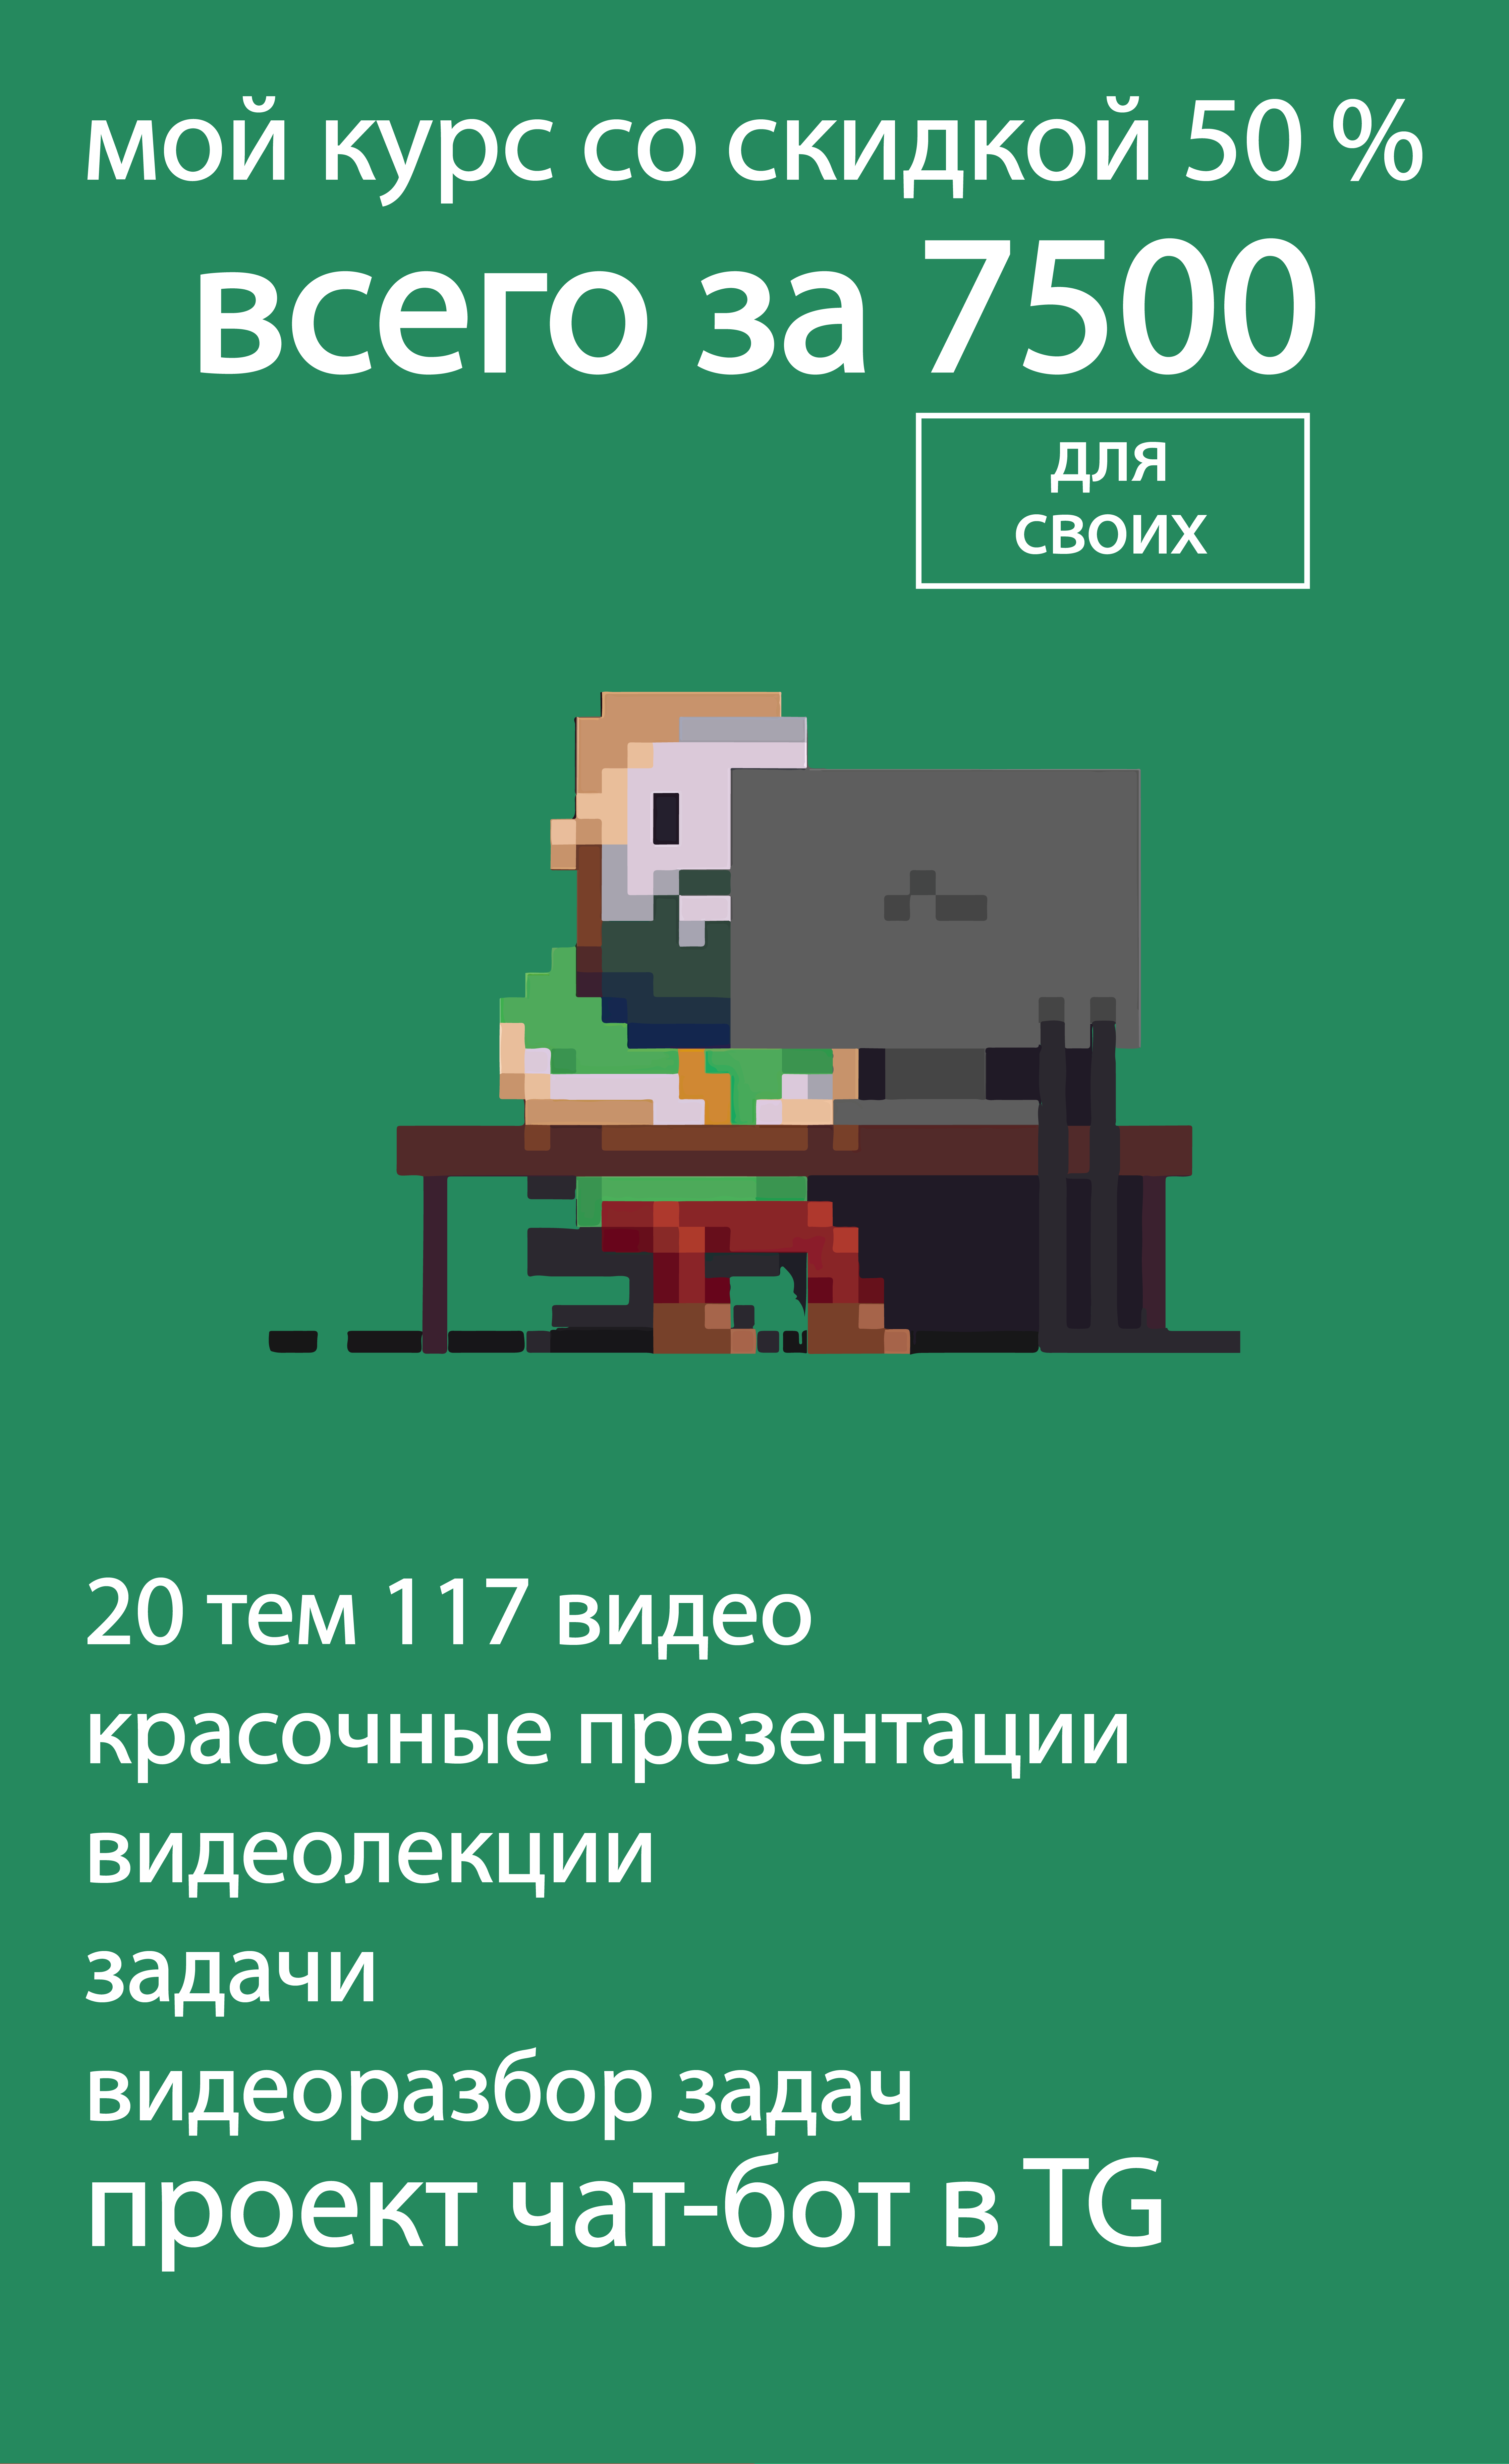 мой курс со скидкой 50 %
всего за 7500
для
своих
20 тем 117 видео
красочные презентации
видеолекции
задачи
видеоразбор задач
проект чат-бот в TG